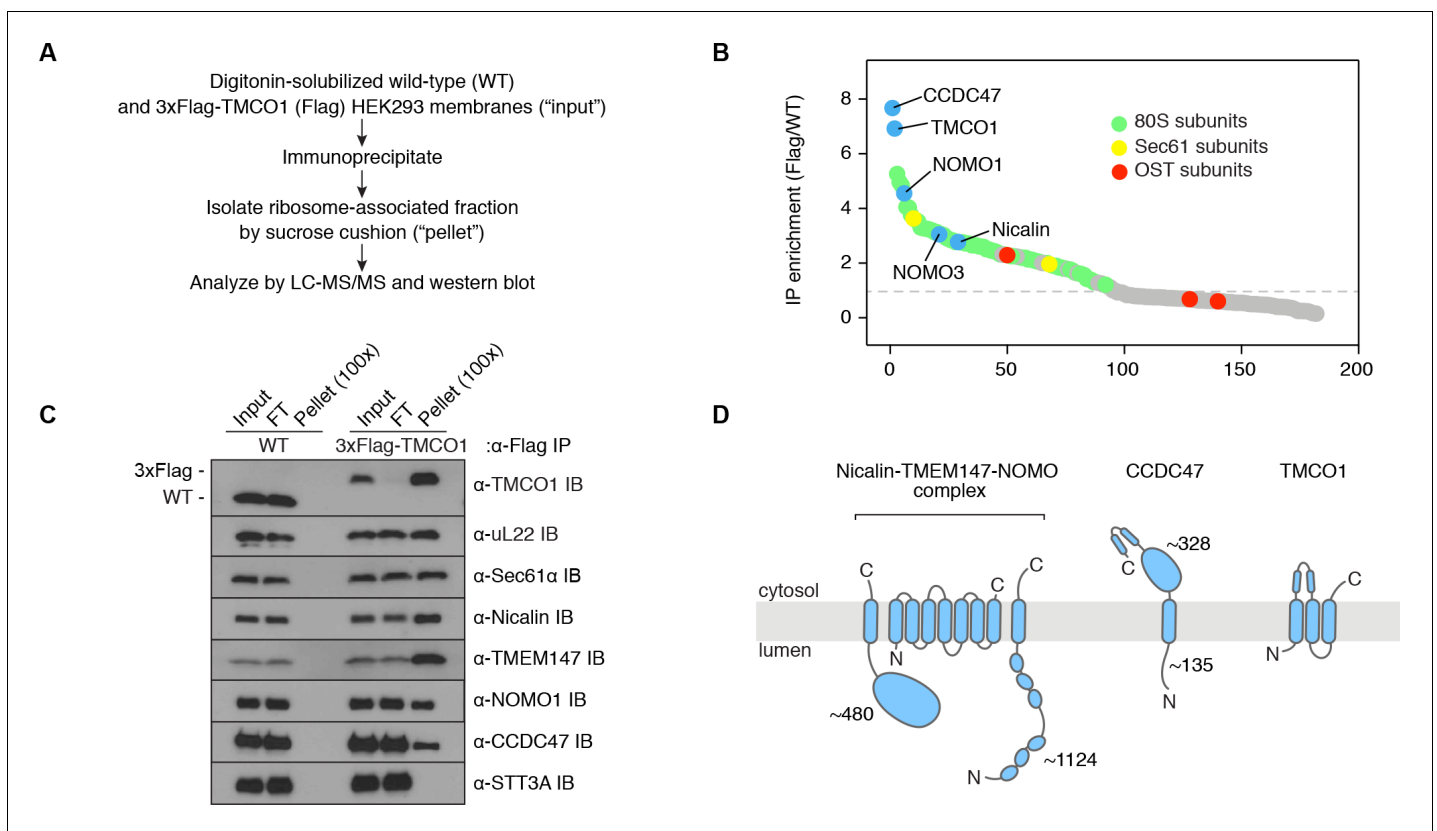 A
Digitonin-solubilized wild-type (WT)
and 3xFlag-TMCO1 (Flag) HEK293 membranes (“input”)
Immunoprecipitate
Isolate ribosome-associated fraction
by sucrose cushion (“pellet”)
Analyze by LC-MS/MS and western blot
B
IP enrichment (Flag/WT)
8
6
4
2
0
0
50
100
150
200
CCDC47
TMCO1
NOMO1
Nicalin
NOMO3
80S subunits
Sec61 subunits
OST subunits
C
Input
FT
Pellet (100x)
Input
FT
Pellet (100x)
WT
3xFlag-TMCO1
:α-Flag IP
3xFlag -
WT -
α-TMCO1 IB
α-uL22 IB
α-Sec61α IB
α-Nicalin IB
α-TMEM147 IB
α-NOMO1 IB
α-CCDC47 IB
α-STT3A IB
D
Nicalin-TMEM147-NOMO
complex
CCDC47
TMCO1
cytosol
lumen
C
N
~480
C
C
N
~1124
C
~328
~135
N
C
N